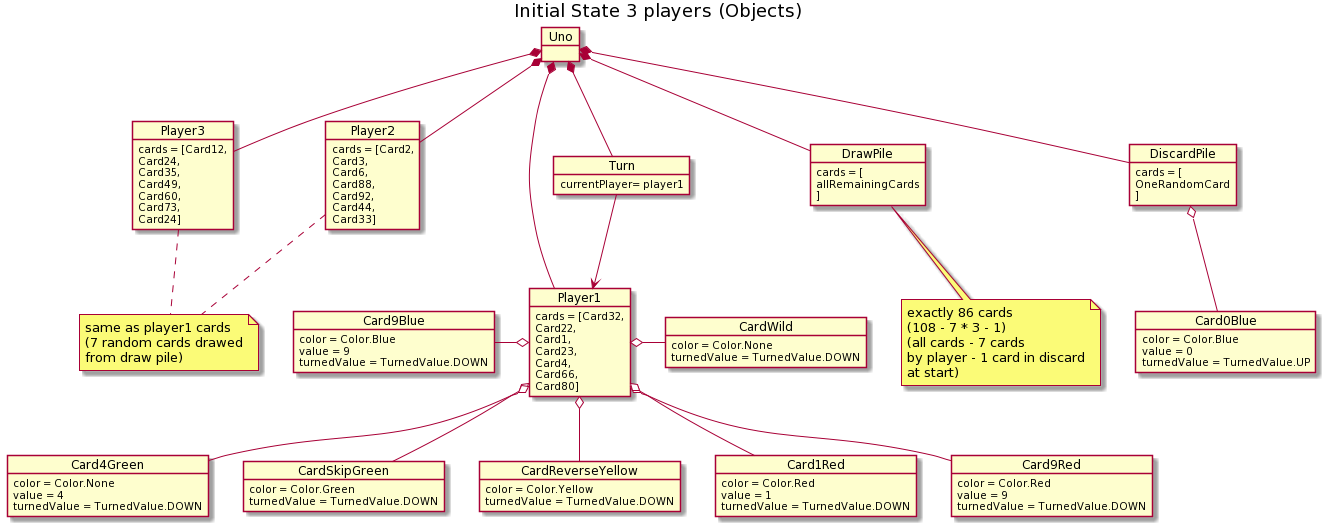 Initial State 3 players (Objects)
Uno
Player3
cards = [Card12,
Card24,
Card35,
Card49,
Card60,
Card73,
Card24]
Player2
cards = [Card2,
Card3,
Card6,
Card88,
Card92,
Card44,
Card33]
Turn
currentPlayer= player1
DrawPile
cards = [
allRemainingCards
]
DiscardPile
cards = [
OneRandomCard
]
same as player1 cards
(7 random cards drawed
from draw pile)
Card9Blue
color = Color.Blue
value = 9
turnedValue = TurnedValue.DOWN
Player1
cards = [Card32,
Card22,
Card1,
Card23,
Card4,
Card66,
Card80]
CardWild
color = Color.None
turnedValue = TurnedValue.DOWN
exactly 86 cards
(108 - 7 * 3 - 1)
(all cards - 7 cards
by player - 1 card in discard
at start)
Card0Blue
color = Color.Blue
value = 0
turnedValue = TurnedValue.UP
Card4Green
color = Color.None
value = 4
turnedValue = TurnedValue.DOWN
CardSkipGreen
color = Color.Green
turnedValue = TurnedValue.DOWN
CardReverseYellow
color = Color.Yellow
turnedValue = TurnedValue.DOWN
Card1Red
color = Color.Red
value = 1
turnedValue = TurnedValue.DOWN
Card9Red
color = Color.Red
value = 9
turnedValue = TurnedValue.DOWN